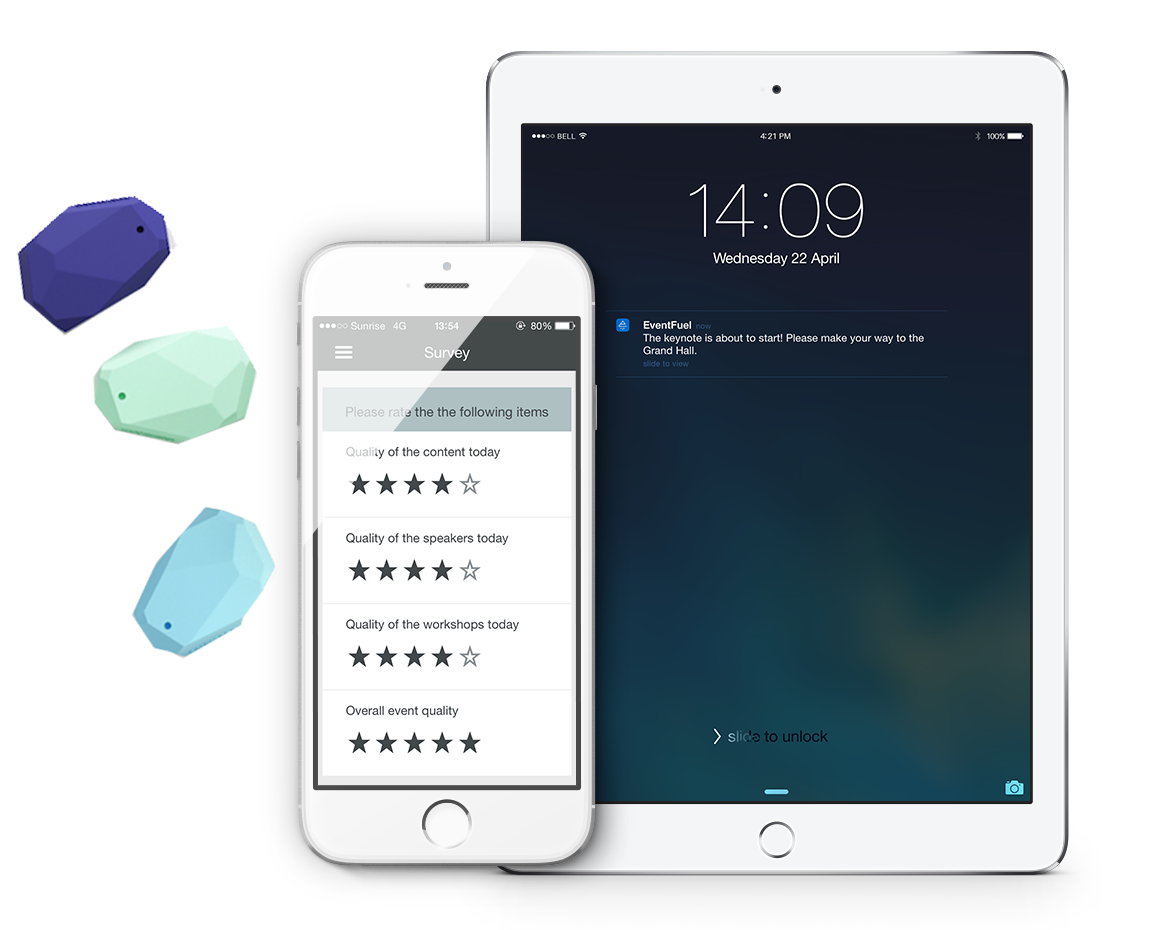 BELL
4:21 PM
100%
14:09
Wednesday 22 April
EventFuel now
The keynote is about to start! Please make your way to the
Grand Hall.
slide to view
slide to unlock
Sunrise 4G 13:54 80%
Survey
Please rate the the following items
Quality of the content today
Quality of the speakers today
Quality of the workshops today
Overall event quality